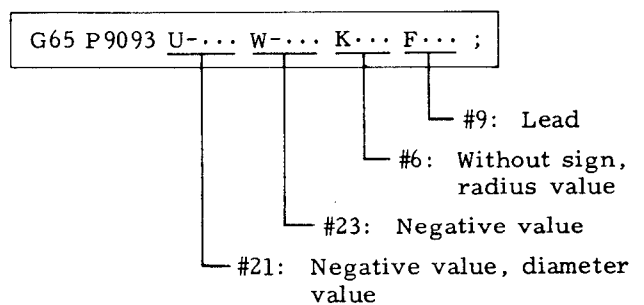 G65 P9093 U-··· W-··· K··· F··· ;
#9: Lead
#6: Without sign,
radius value
#23: Negative value
#21: Negative value, diameter
value